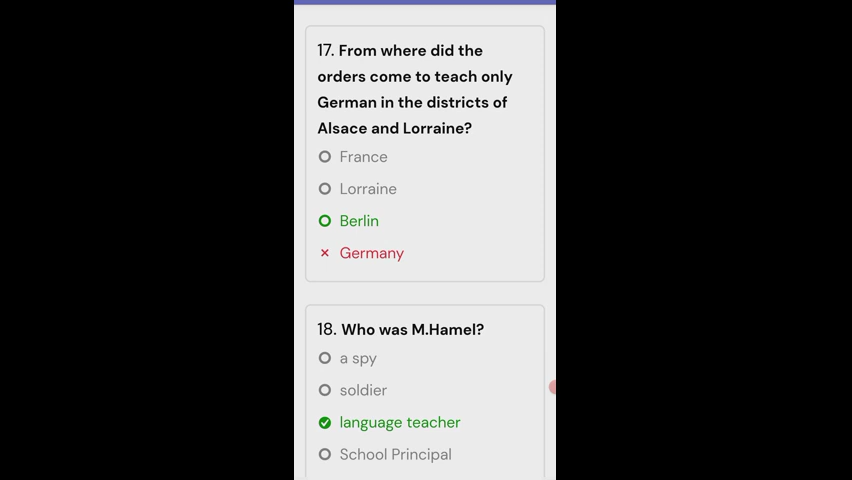 17. From where did the
orders come to teach only
German in the districts of
Alsace and Lorraine?
France
Lorraine
Berlin
× Germany
18. Who was M.Hamel?
a spy
soldier
language teacher
School Principal